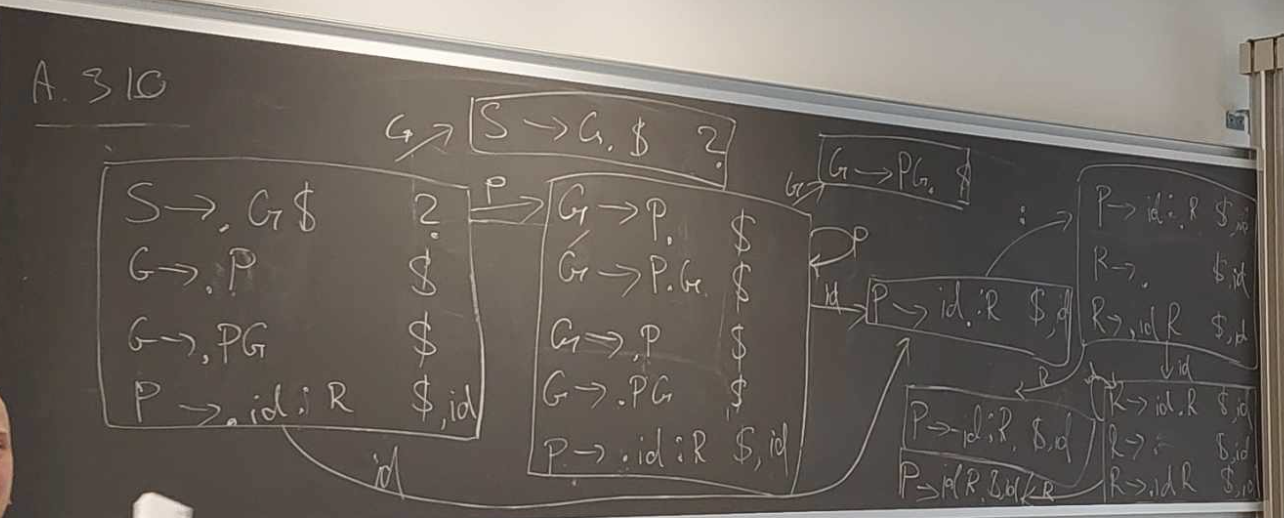 A. 3 10
G
S → G. $ ?
S → . G $ ?
G → . P $
G → . PG $
P → . id : R $, id
P
G → P. $
G → P. G $
G → . P $
G → . PG $
P → . id : R $, id
G
G → PG. $
P
id
P → id . : R $, id
:
P → id : . R $, id
R → . $, id
R → . id R $, id
R
id
P → id : R. $, id
R → id . R $, id
R → . $, id
R → . id R $, id
R
P → id R. $, id
id